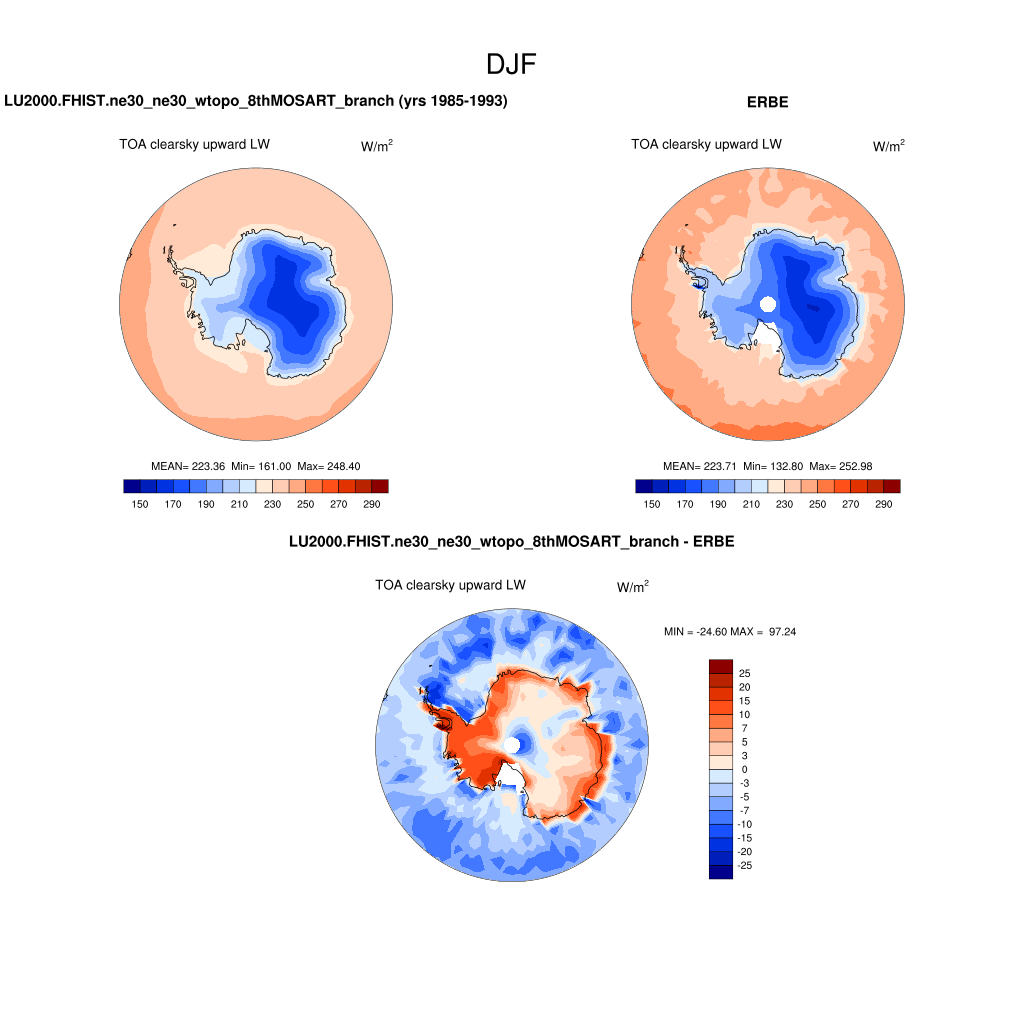 DJF
LU2000.FHIST.ne30_ne30_wtopo_8thMOSART_branch (yrs 1985-1993)
TOA clearsky upward LW W/m²
MEAN= 223.36 Min= 161.00 Max= 248.40
150 170 190 210 230 250 270 290
ERBE
TOA clearsky upward LW W/m²
MEAN= 223.71 Min= 132.80 Max= 252.98
150 170 190 210 230 250 270 290
LU2000.FHIST.ne30_ne30_wtopo_8thMOSART_branch - ERBE
TOA clearsky upward LW W/m²
MIN = -24.60 MAX = 97.24
25
20
15
10
7
5
3
0
-3
-5
-7
-10
-15
-20
-25